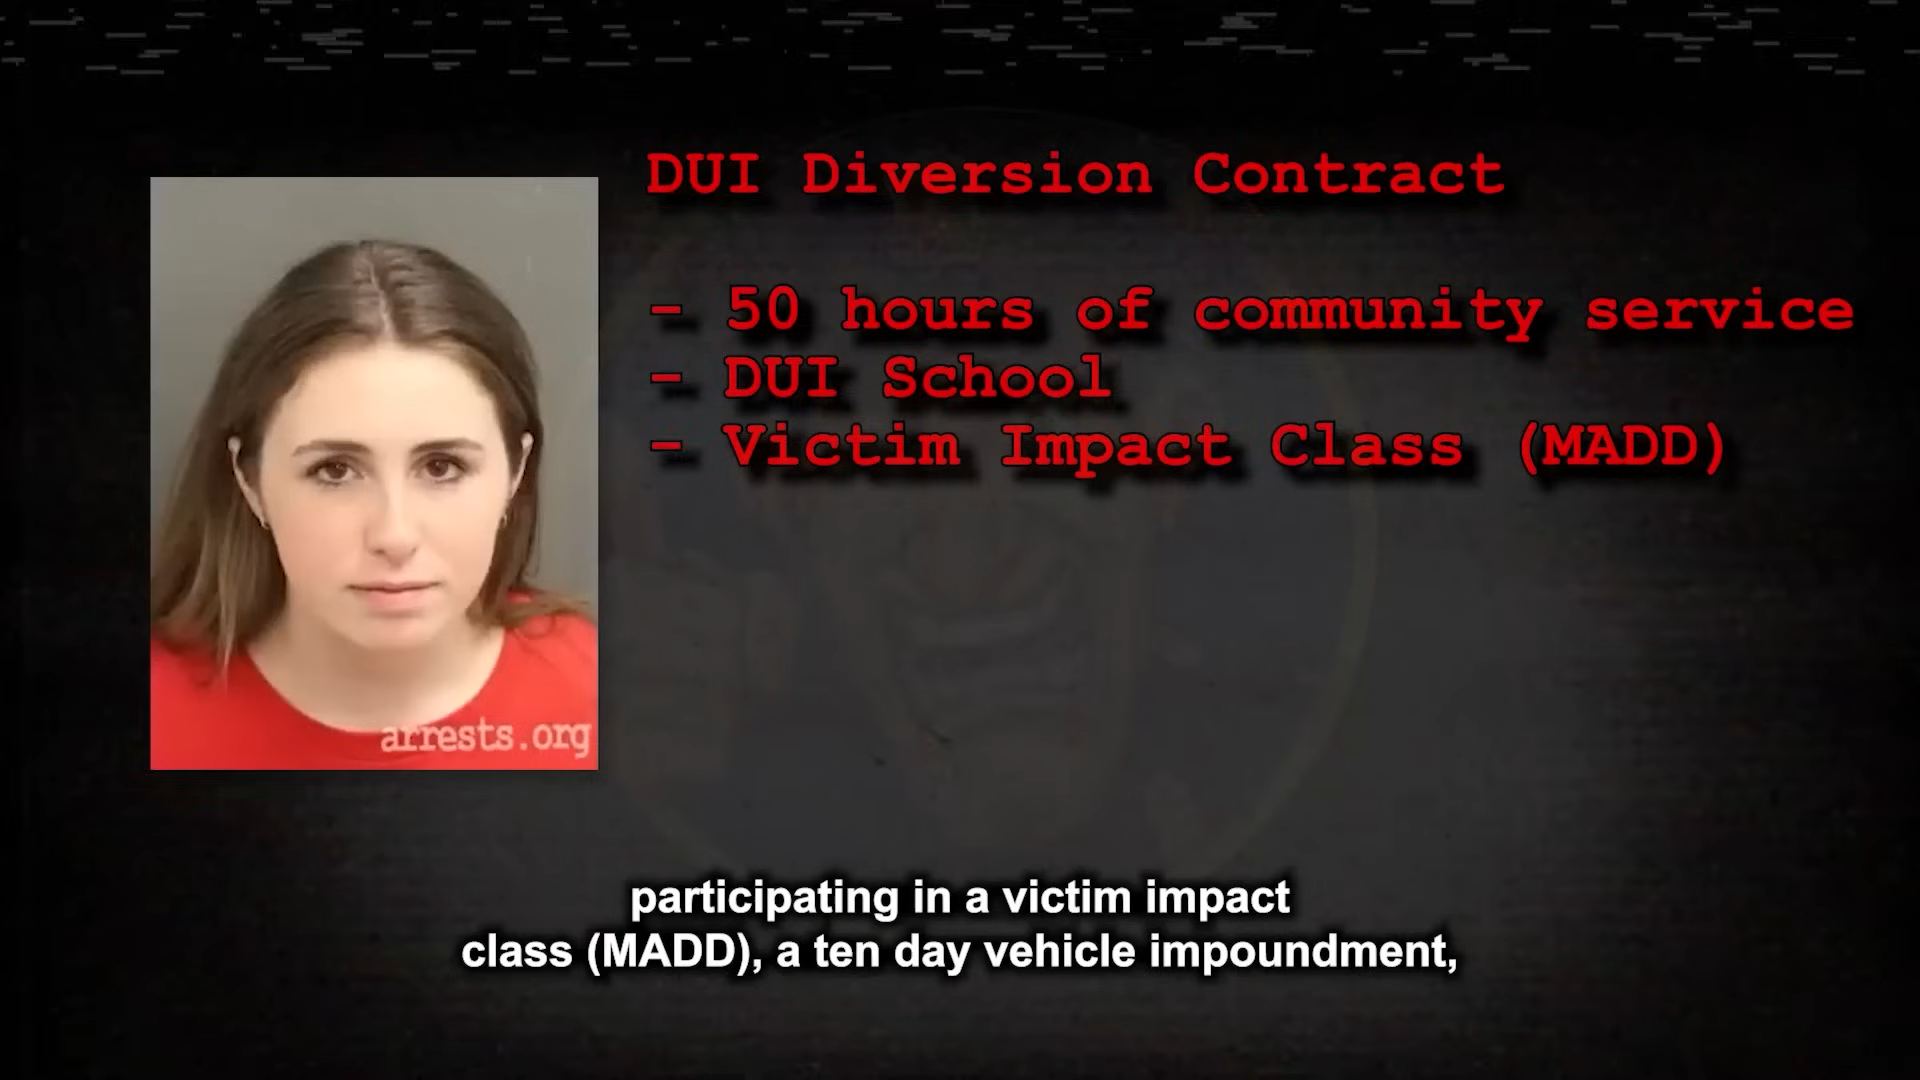 DUI Diversion Contract
- 50 hours of community service
- DUI School
- Victim Impact Class (MADD)
arrests.org
participating in a victim impact
class (MADD), a ten day vehicle impoundment,